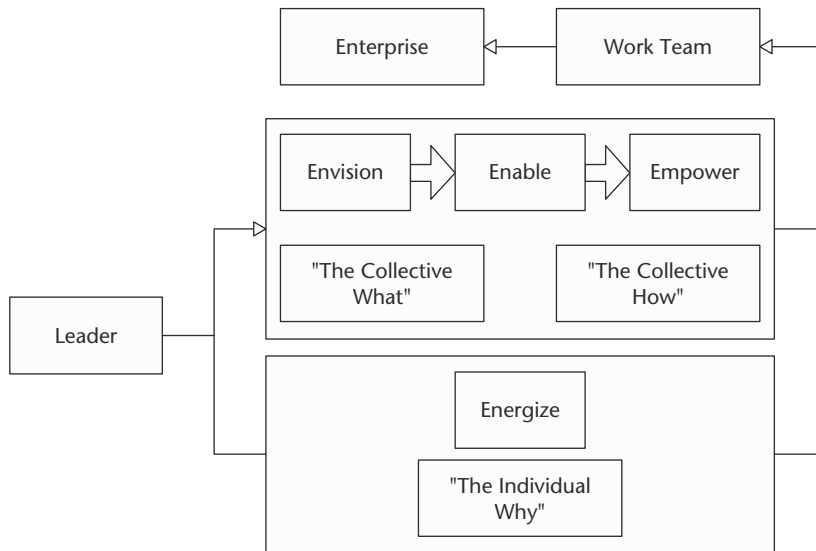 Enterprise
Work Team
Envision
Enable
Empower
"The Collective
What"
"The Collective
How"
Leader
Energize
"The Individual
Why"